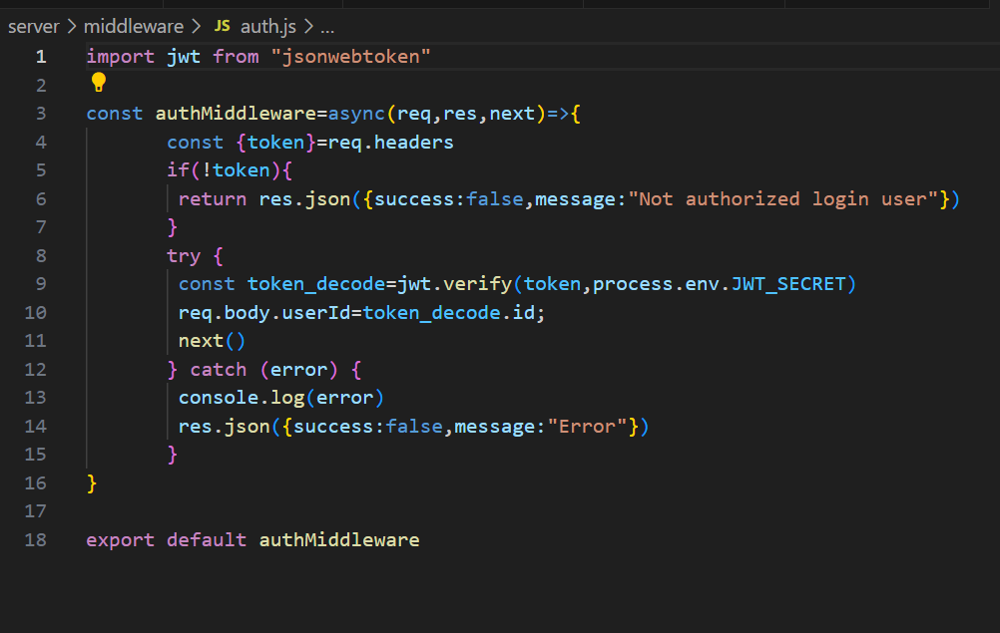 server > middleware > JS auth.js > ...
1 import jwt from "jsonwebtoken"
2
3 const authMiddleware=async(req,res,next)=>{
4 const {token}=req.headers
5 if(!token){
6 return res.json({success:false,message:"Not authorized login user"})
7 }
8 try {
9 const token_decode=jwt.verify(token,process.env.JWT_SECRET)
10 req.body.userId=token_decode.id;
11 next()
12 } catch (error) {
13 console.log(error)
14 res.json({success:false,message:"Error"})
15 }
16 }
17
18 export default authMiddleware